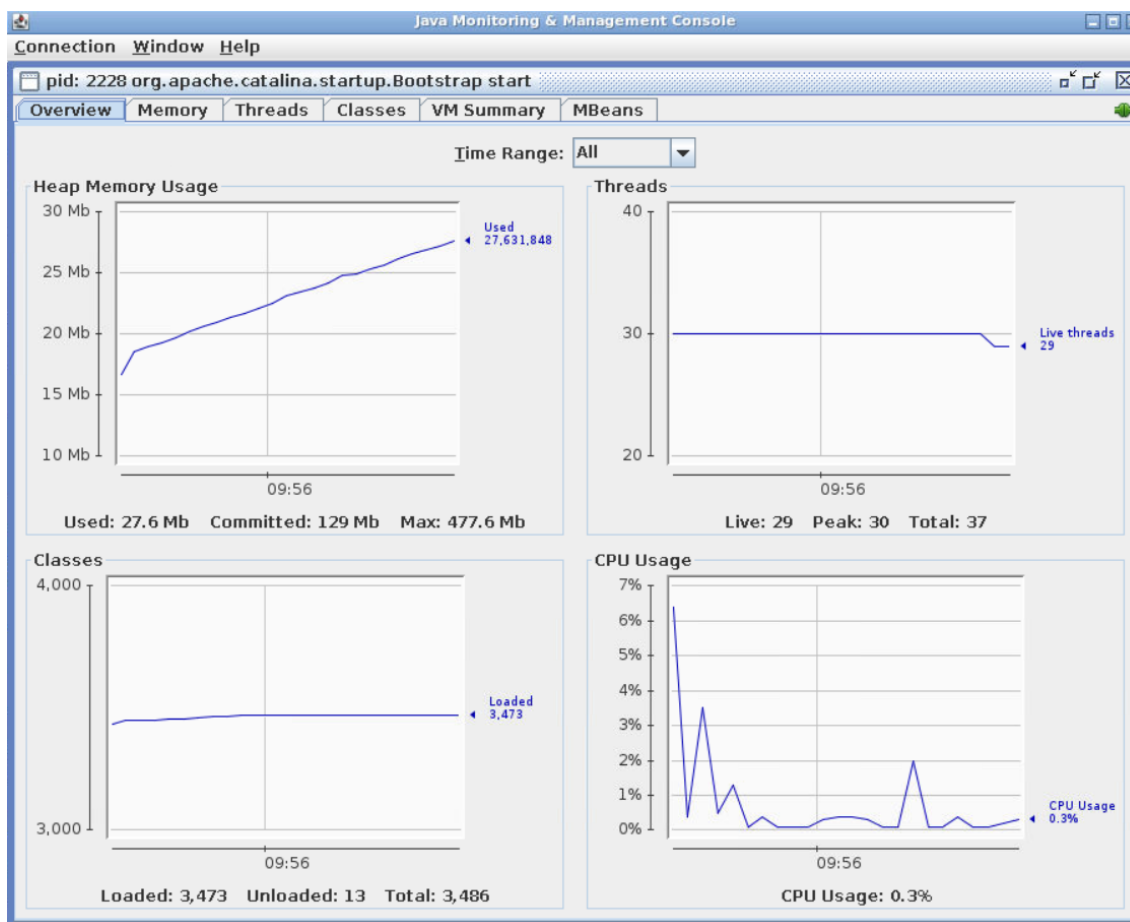 Java Monitoring & Management Console
Connection Window Help
pid: 2228 org.apache.catalina.startup.Bootstrap start
Overview Memory Threads Classes VM Summary MBeans
Time Range: All
Heap Memory Usage
30 Mb
25 Mb
20 Mb
15 Mb
10 Mb
Used
27,631,848
09:56
Used: 27.6 Mb Committed: 129 Mb Max: 477.6 Mb
Threads
40
30
20
Live threads
29
09:56
Live: 29 Peak: 30 Total: 37
Classes
4,000
3,000
Loaded
3,473
09:56
Loaded: 3,473 Unloaded: 13 Total: 3,486
CPU Usage
7%
6%
5%
4%
3%
2%
1%
0%
CPU Usage
0.3%
09:56
CPU Usage: 0.3%